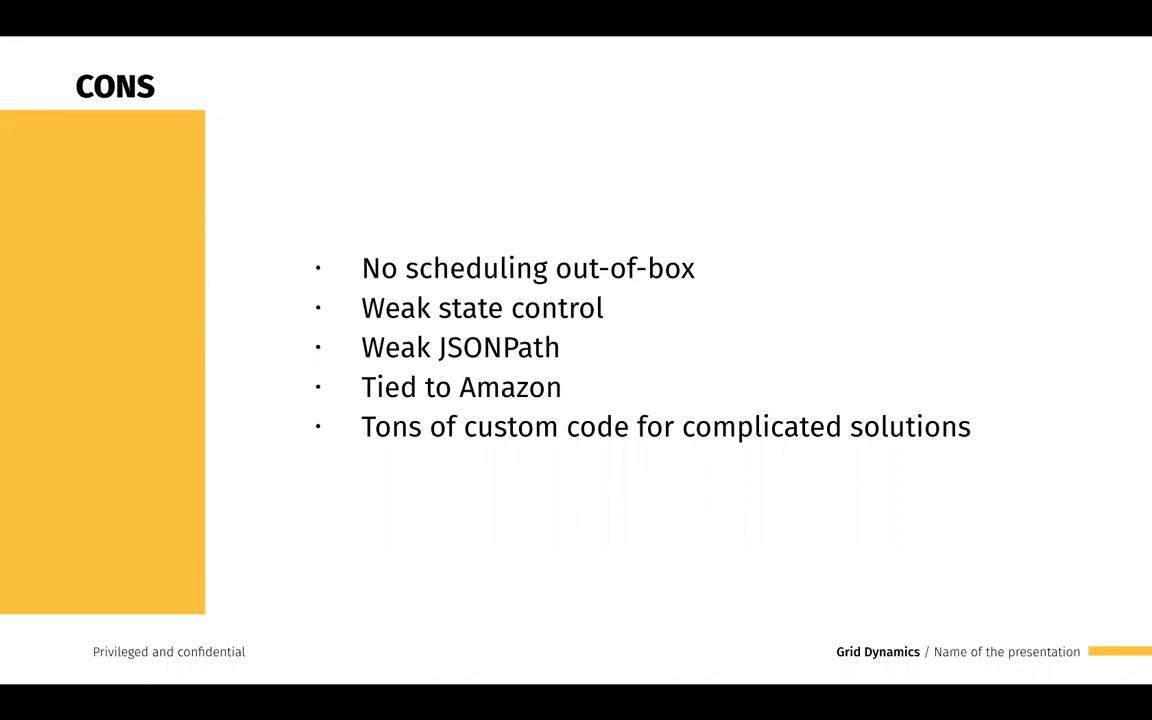 CONS
· No scheduling out-of-box
· Weak state control
· Weak JSONPath
· Tied to Amazon
· Tons of custom code for complicated solutions
Privileged and confidential
Grid Dynamics / Name of the presentation